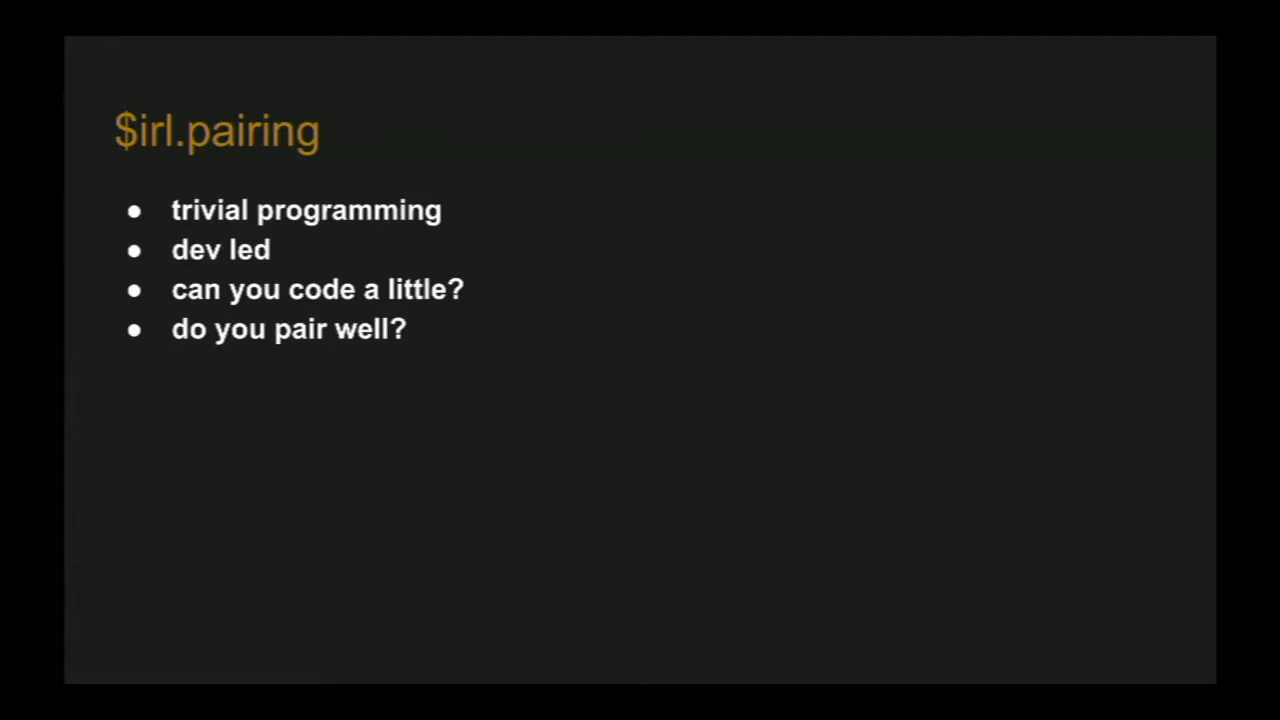 $irl.pairing
● trivial programming
● dev led
● can you code a little?
● do you pair well?